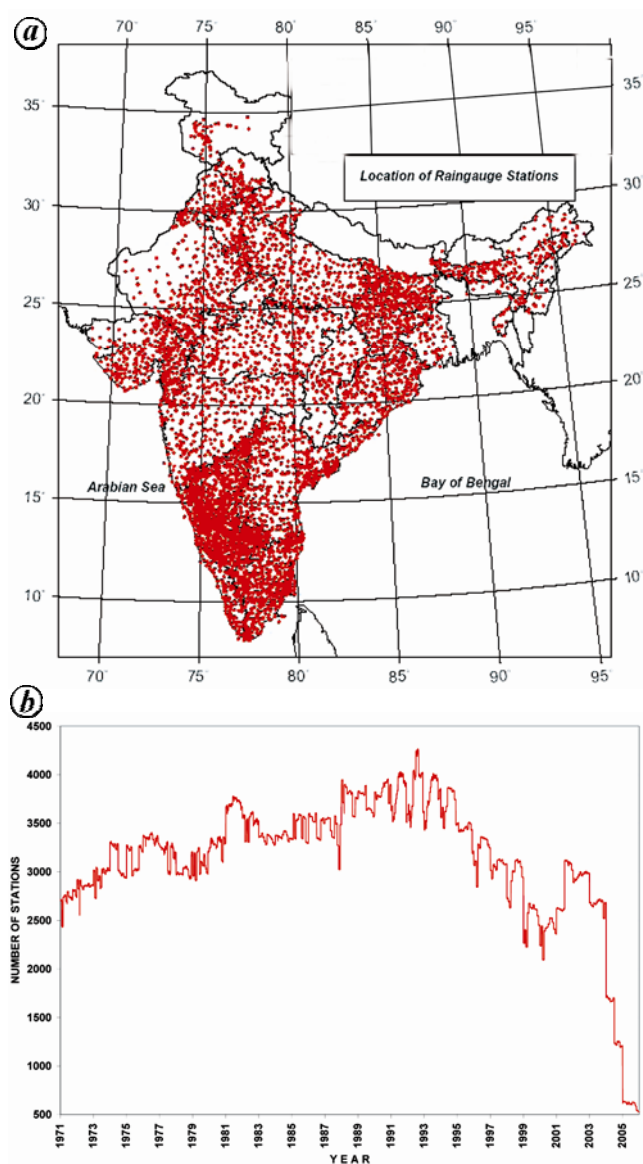 a
70° 75° 80° 85° 90° 95°
35° 35°
Location of Raingauge Stations
30° 30°
25° 25°
20° 20°
Arabian Sea Bay of Bengal
15° 15°
10° 10°
70° 75° 80° 85° 90° 95°
b
4500
4000
3500
3000
2500
2000
1500
1000
500
NUMBER OF STATIONS
1971 1973 1975 1977 1979 1981 1983 1985 1987 1989 1991 1993 1995 1997 1999 2001 2003 2005
YEAR